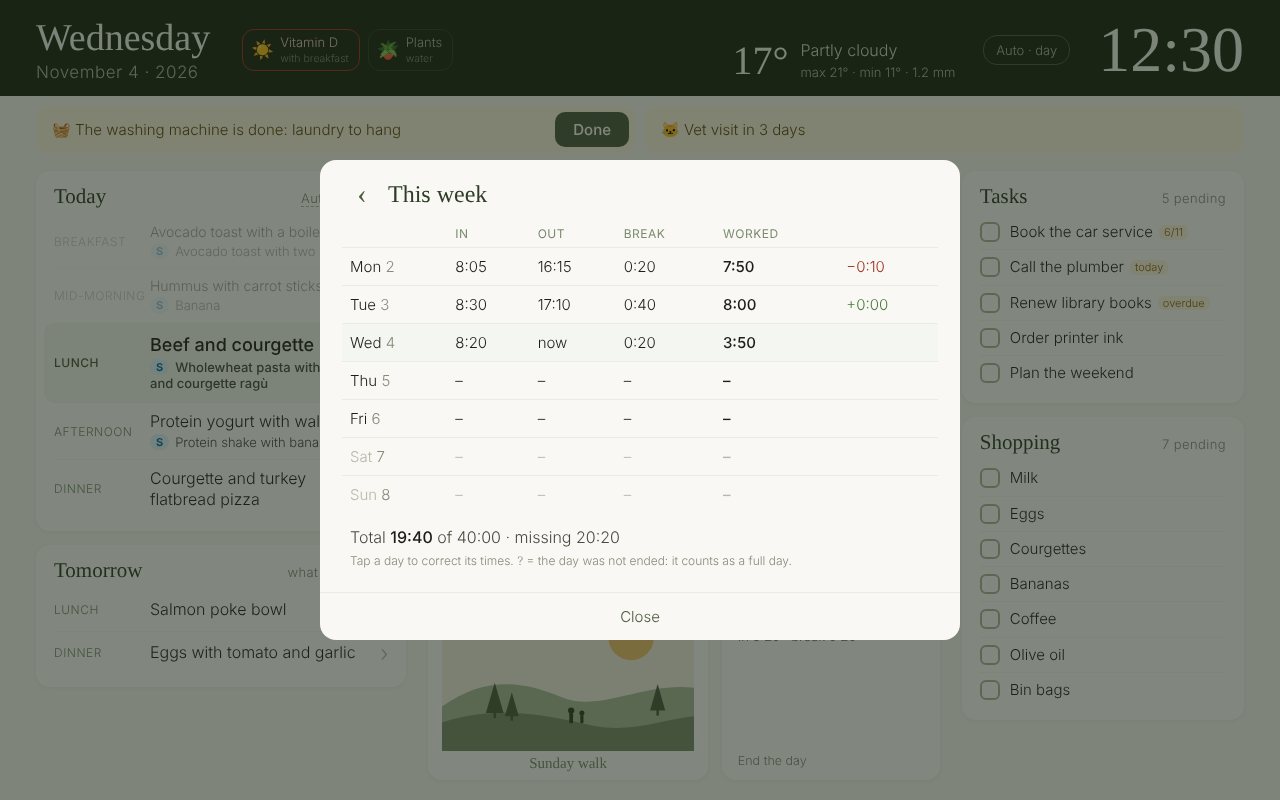 Wednesday
November 4 · 2026
☀️ Vitamin D
with breakfast
🪴 Plants
water
17°
Partly cloudy
max 21° · min 11° · 1.2 mm
Auto · day
12:30
🧺 The washing machine is done: laundry to hang
Done
🐱 Vet visit in 3 days
Today
BREAKFAST
Avocado toast with a
S Avocado toast with two
MID-MORNING
Hummus with carrot sticks
S Banana
LUNCH
Beef and courgette
S Wholewheat pasta with
and courgette ragù
AFTERNOON
Protein yogurt with
S Protein shake with
DINNER
Courgette and turkey
flatbread pizza
Tomorrow
what
LUNCH
Salmon poke bowl
DINNER
Eggs with tomato and garlic ›
‹ This week
IN OUT BREAK WORKED
Mon 2 8:05 16:15 0:20 7:50 −0:10
Tue 3 8:30 17:10 0:40 8:00 +0:00
Wed 4 8:20 now 0:20 3:50
Thu 5 – – – –
Fri 6 – – – –
Sat 7 – – – –
Sun 8 – – – –
Total 19:40 of 40:00 · missing 20:20
Tap a day to correct its times. ? = the day was not ended: it counts as a full day.
Close
Sunday walk
End the day
Tasks
5 pending
Book the car service 6/11
Call the plumber today
Renew library books overdue
Order printer ink
Plan the weekend
Shopping
7 pending
Milk
Eggs
Courgettes
Bananas
Coffee
Olive oil
Bin bags